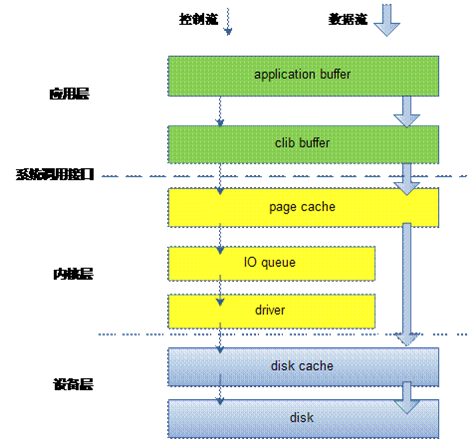 控制流
数据流
application buffer
应用层
clib buffer
系统调用接口
page cache
IO queue
内核层
driver
disk cache
设备层
disk